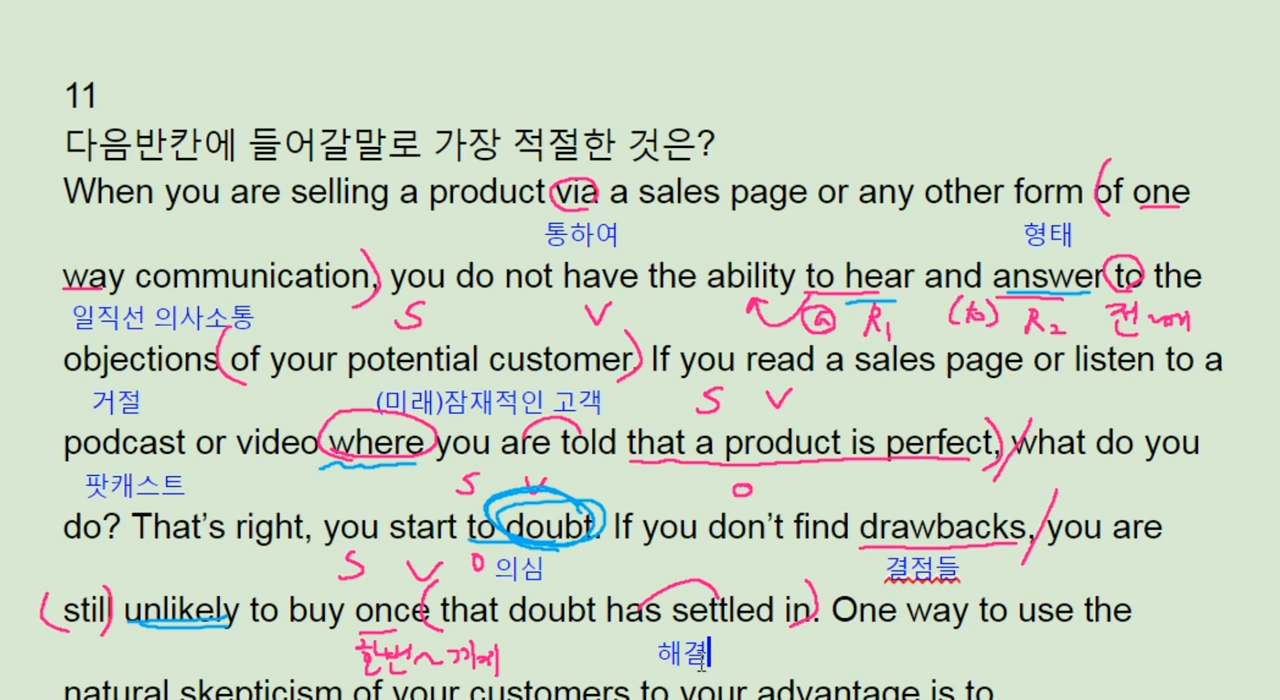 11
다음반칸에 들어갈말로 가장 적절한 것은?
When you are selling a product via a sales page or any other form of one
통하여 형태
way communication, you do not have the ability to hear and answer to the
일직선 의사소통 S V R₁ (to) R₂ 전
objections of your potential customer. If you read a sales page or listen to a
거절 (미래)잠재적인 고객 S V
podcast or video where you are told that a product is perfect, what do you
팟캐스트 S V O
do? That's right, you start to doubt. If you don't find drawbacks, you are
S V O 의심 결점들
still unlikely to buy once that doubt has settled in. One way to use the
한번~ 해결
natural skepticism of your customers to your advantage is to